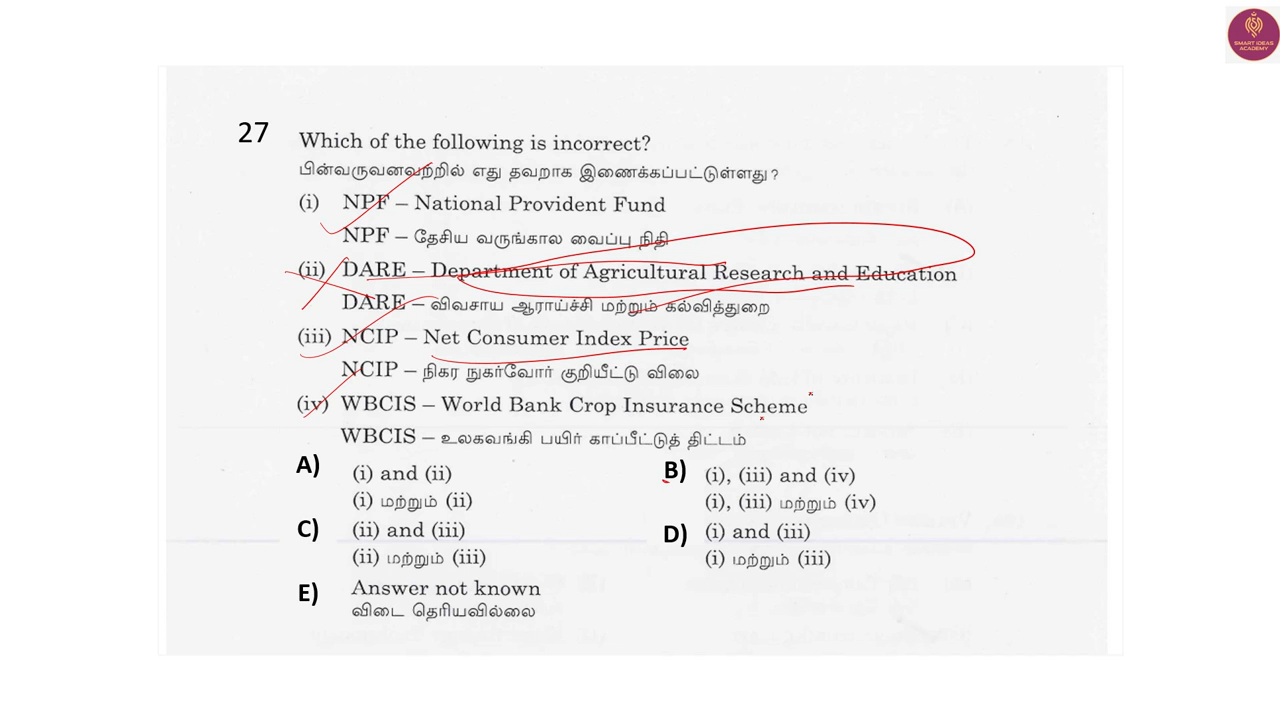 SMART IDEAS
ACADEMY
27 Which of the following is incorrect?
பின்வருவனவற்றில் எது தவறாக இணைக்கப்பட்டுள்ளது?
(i) NPF – National Provident Fund
NPF – தேசிய வருங்கால வைப்பு நிதி
(ii) DARE – Department of Agricultural Research and Education
DARE – விவசாய ஆராய்ச்சி மற்றும் கல்வித்துறை
(iii) NCIP – Net Consumer Index Price
NCIP – நிகர நுகர்வோர் குறியீட்டு விலை
(iv) WBCIS – World Bank Crop Insurance Scheme
WBCIS – உலகவங்கி பயிர் காப்பீட்டுத் திட்டம்
A) (i) and (ii)
(i) மற்றும் (ii)
B) (i), (iii) and (iv)
(i), (iii) மற்றும் (iv)
C) (ii) and (iii)
(ii) மற்றும் (iii)
D) (i) and (iii)
(i) மற்றும் (iii)
E) Answer not known
விடை தெரியவில்லை